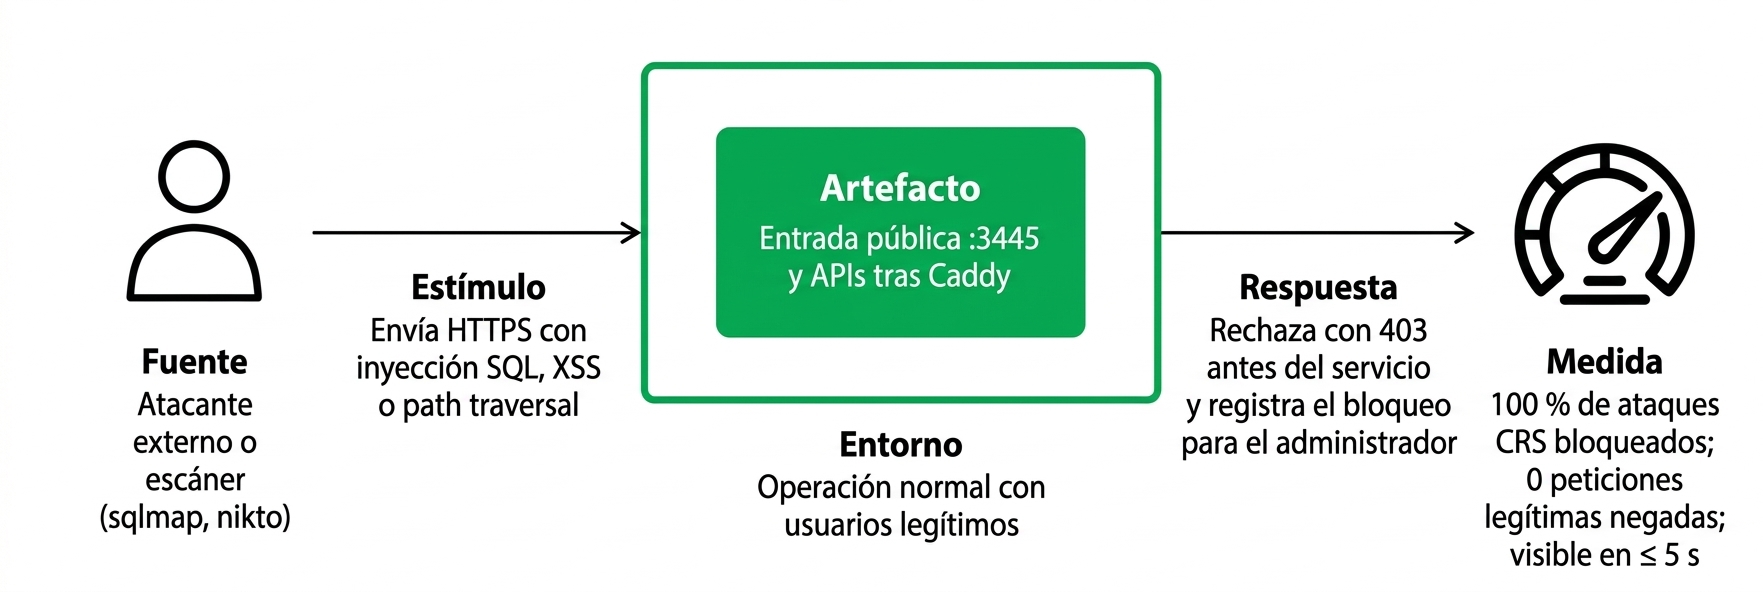 Fuente
Atacante
externo o
escáner
(sqlmap, nikto)
Estímulo
Envía HTTPS con
inyección SQL, XSS
o path traversal
Artefacto
Entrada pública :3445
y APIs tras Caddy
Entorno
Operación normal con
usuarios legítimos
Respuesta
Rechaza con 403
antes del servicio
y registra el bloqueo
para el administrador
Medida
100 % de ataques
CRS bloqueados;
0 peticiones
legítimas negadas;
visible en ≤ 5 s